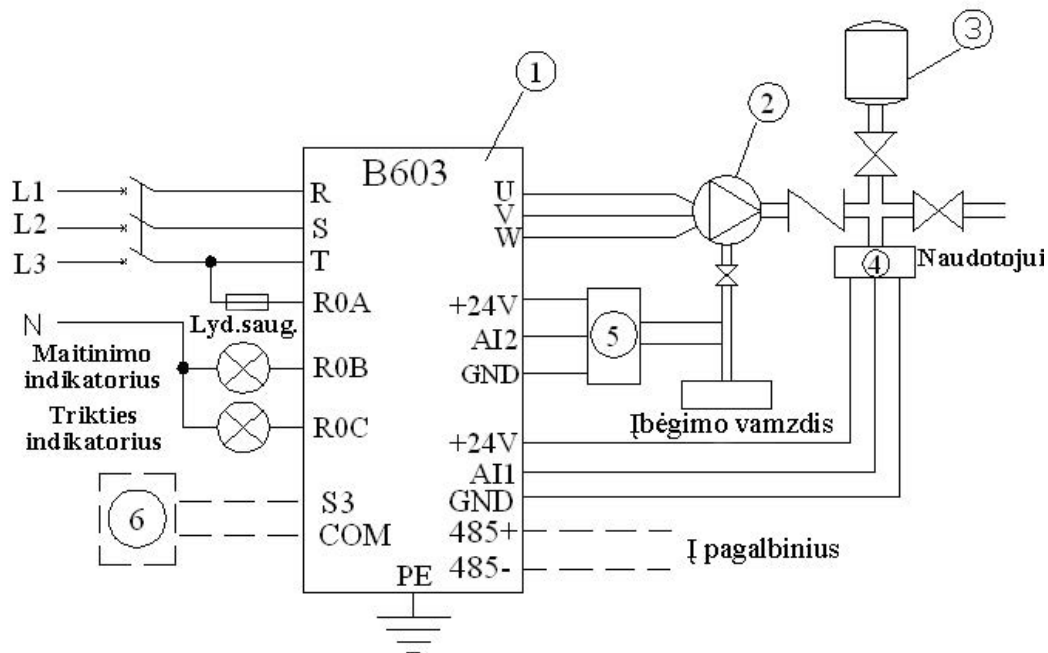 3
1
2
B603
L1
R
U
L2
S
V
L3
T
W
4
Naudotojui
R0A
+24V
N
Lyd.saug.
5
AI2
Maitinimo
indikatorius
R0B
GND
Trikties
indikatorius
R0C
Įbėgimo vamzdis
+24V
AI1
6
S3
GND
COM
485+
Į pagalbinius
485-
PE